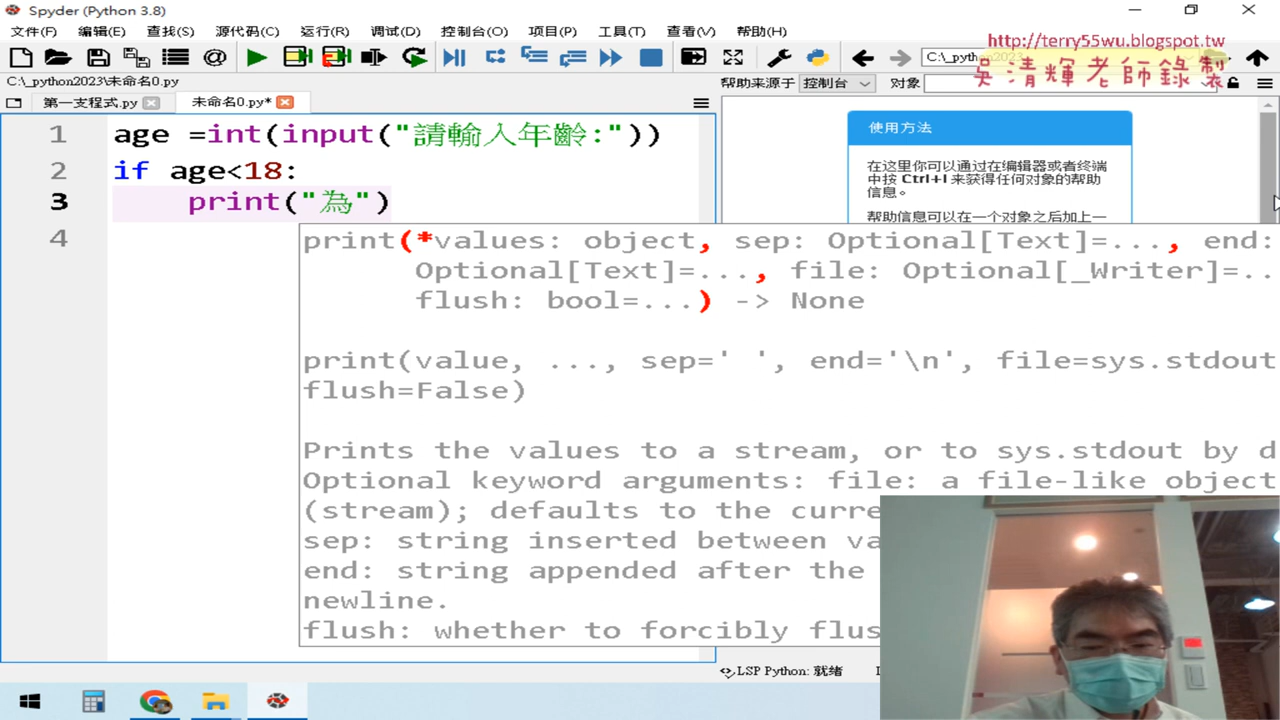 Spyder (Python 3.8)
文件(F) 编辑(E) 查找(S) 源代码(C) 运行(R) 调试(D) 控制台(O) 项目(P) 工具(T) 查看(V) 帮助(H)
http://terry55wu.blogspot.tw
吳清輝老師錄製
C:\_python2023\未命名0.py
帮助来源于 控制台 对象
第一支程式.py 未命名0.py*
使用方法
在这里你可以通过在编辑器或者终端
中按 Ctrl+I 来获得任何对象的帮助
信息。
帮助信息可以在一个对象之后加上一
1 age =int(input("請輸入年齡:"))
2 if age<18:
3 print("為")
4
print(*values: object, sep: Optional[Text]=..., end:
Optional[Text]=..., file: Optional[_Writer]=..
flush: bool=...) -> None
print(value, ..., sep=' ', end='\n', file=sys.stdout
flush=False)
Prints the values to a stream, or to sys.stdout by d
Optional keyword arguments: file: a file-like object
(stream); defaults to the curre
sep: string inserted between va
end: string appended after the
newline.
flush: whether to forcibly flus
LSP Python: 就绪